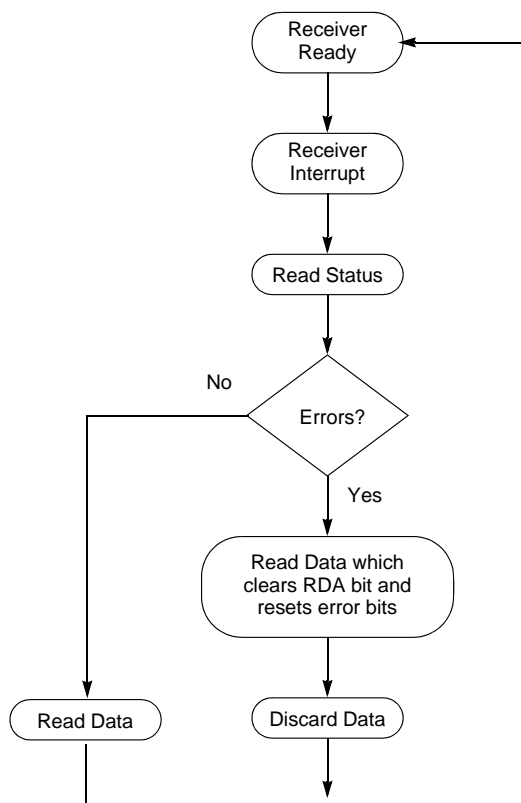 Receiver
Ready
Receiver
Interrupt
Read Status
Errors?
No
Yes
Read Data which
clears RDA bit and
resets error bits
Read Data
Discard Data